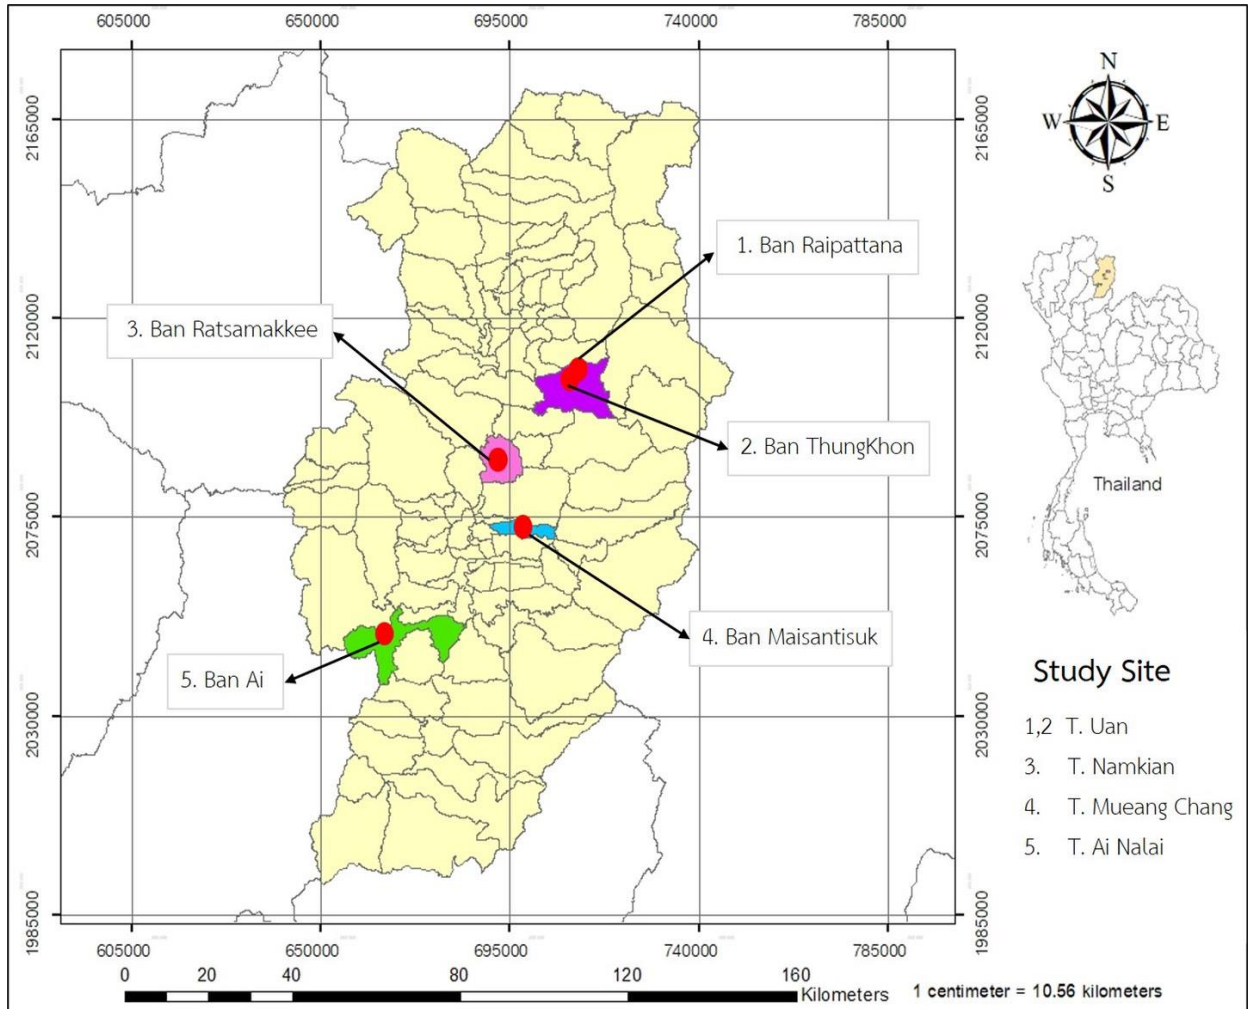 605000 650000 695000 740000 785000
2165000 2165000
N
W E
S
1. Ban Raipattana
2120000 2120000
3. Ban Ratsamakkee
2. Ban ThungKhon
Thailand
2075000 2075000
4. Ban Maisantisuk
5. Ban Ai
Study Site
1,2 T. Uan
3. T. Namkian
4. T. Mueang Chang
5. T. Ai Nalai
2030000 2030000
1985000 1985000
605000 650000 695000 740000 785000
0 20 40 80 120 160
Kilometers
1 centimeter = 10.56 kilometers